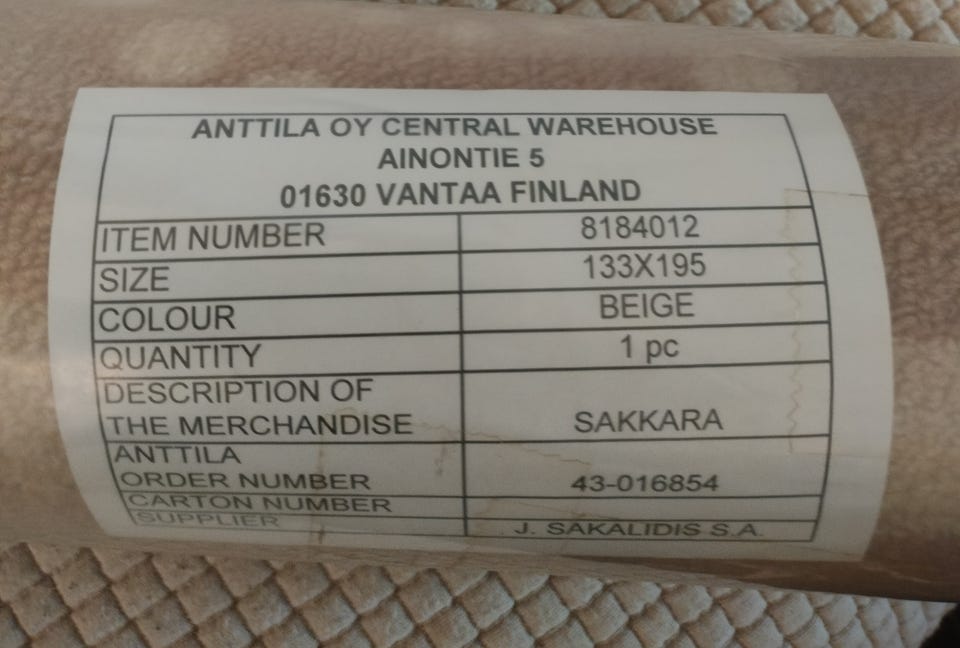 ANTTILA OY CENTRAL WAREHOUSE
AINONTIE 5
01630 VANTAA FINLAND
ITEM NUMBER 8184012
SIZE 133X195
COLOUR BEIGE
QUANTITY 1 pc
DESCRIPTION OF
THE MERCHANDISE SAKKARA
ANTTILA
ORDER NUMBER 43-016854
CARTON NUMBER
SUPPLIER J. SAKALIDIS S.A.